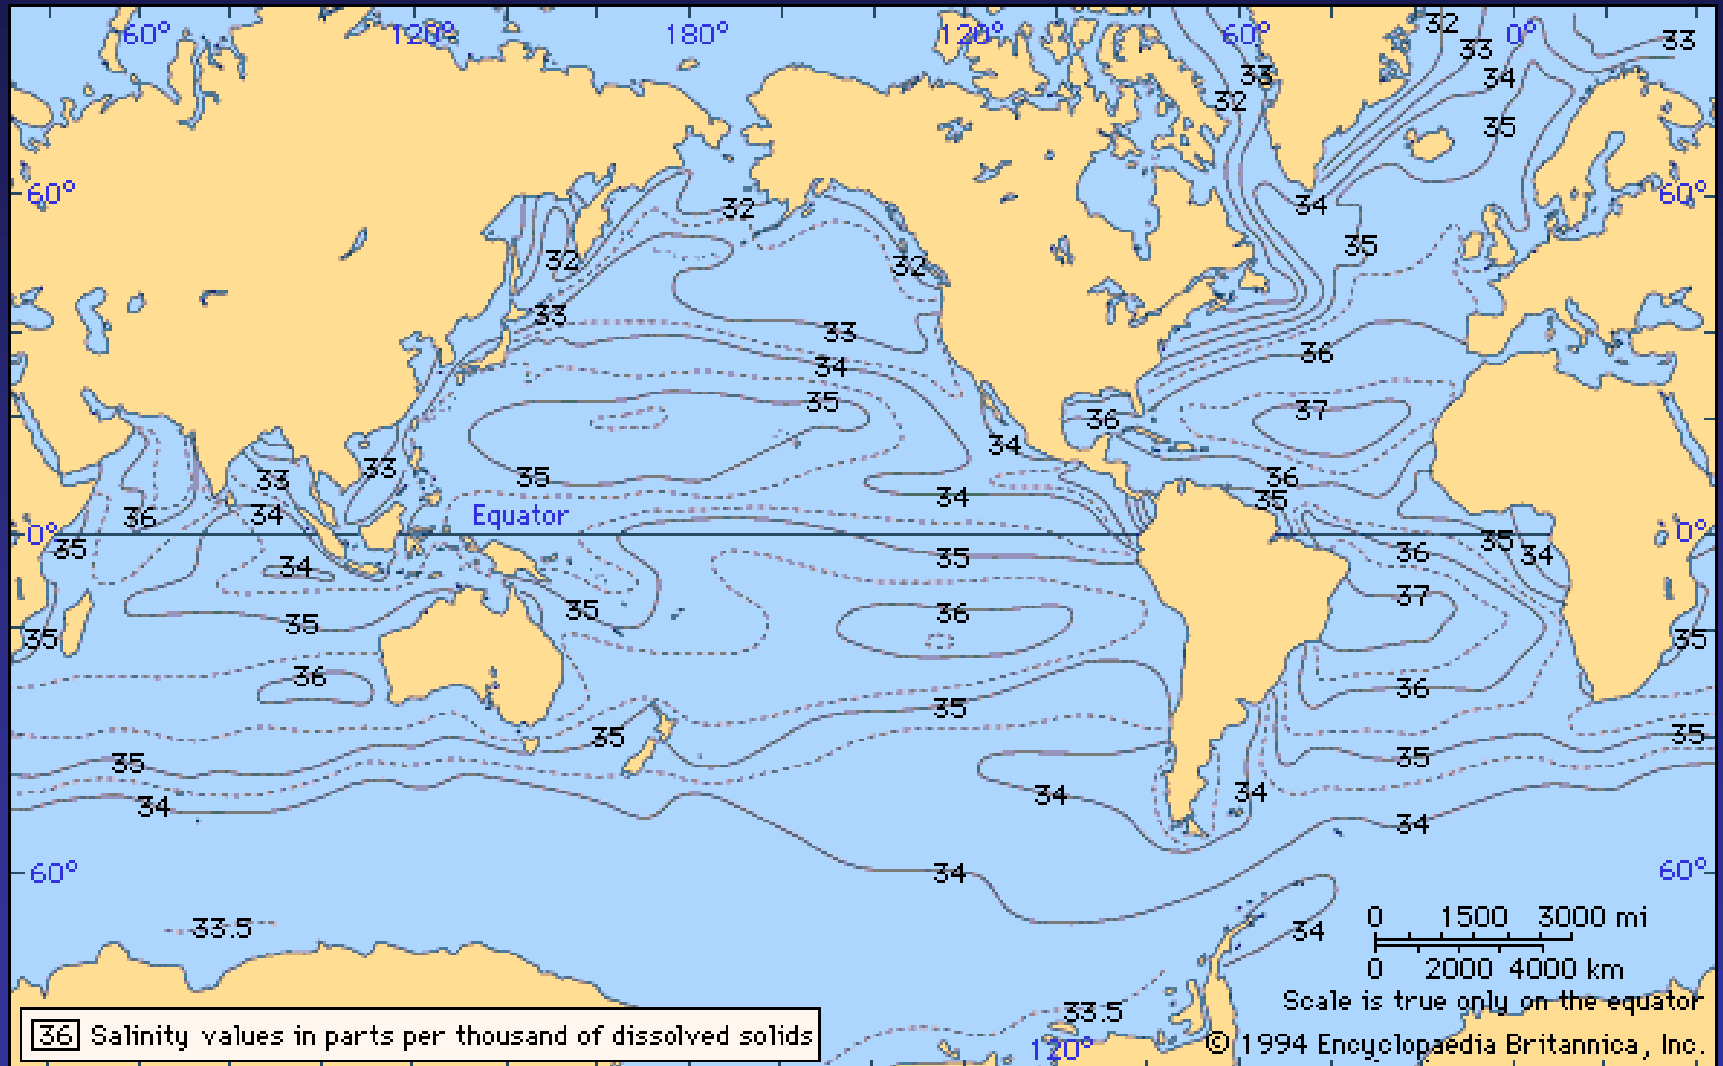 60° 120° 180° 120° 60° 0°
32 33 34 33
33
32
35
60° 34 60°
32
35
32 32
33
33
34 36
35 37
36
34
33 33 35 36
34 35
36 34 Equator
0° 0°
35 35 36 34
34 35
35 36 37
35 35 35
36 36
35 35
35 35 35
34 34 34
34
60° 34 60°
33.5 34
0 1500 3000 mi
0 2000 4000 km
Scale is true only on the equator
33.5
36 Salinity values in parts per thousand of dissolved solids
120° © 1994 Encyclopaedia Britannica, Inc.